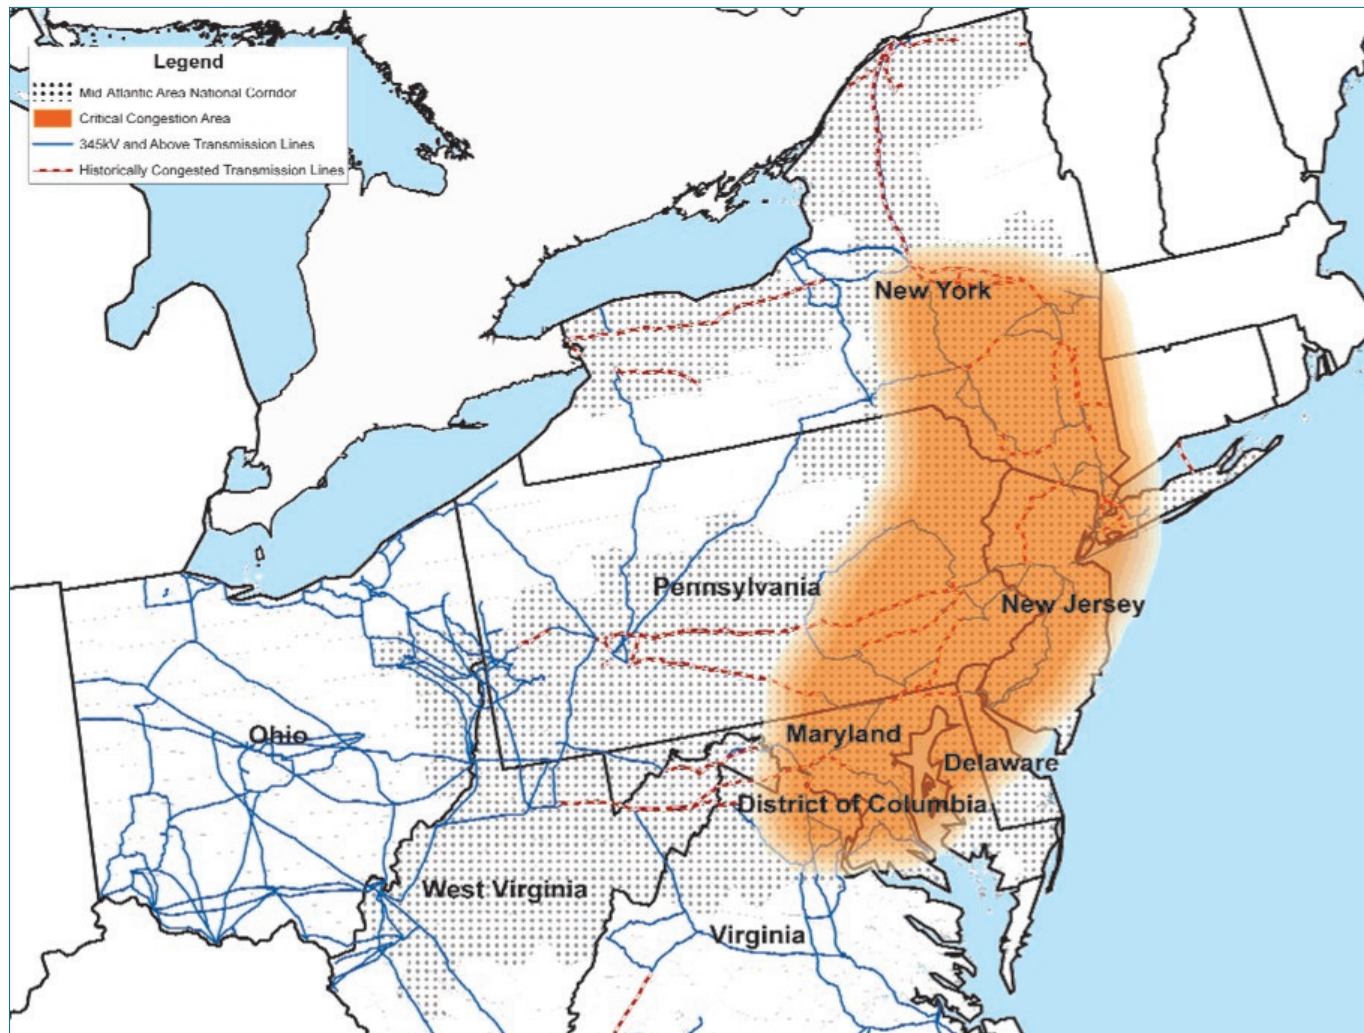 Legend
Mid Atlantic Area National Corridor
Critical Congestion Area
345kV and Above Transmission Lines
Historically Congested Transmission Lines
New York
Pennsylvania
New Jersey
Ohio
Maryland
Delaware
District of Columbia
West Virginia
Virginia